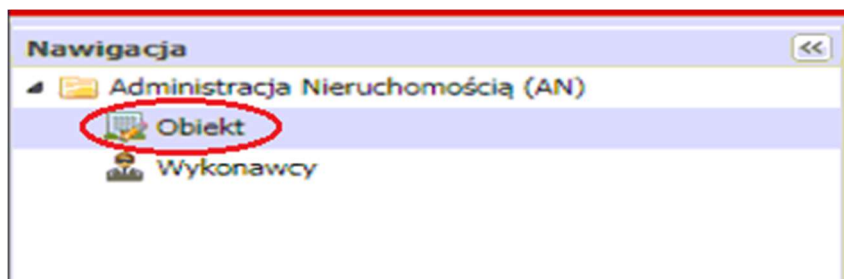 Nawigacja
Administracja Nieruchomością (AN)
Obiekt
Wykonawcy